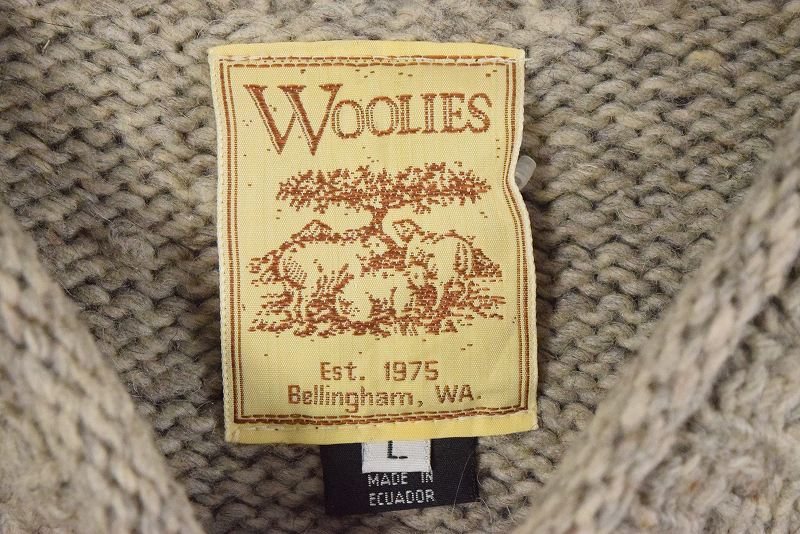 WOOLIES
Est. 1975
Bellingham, WA.
L
MADE IN
ECUADOR